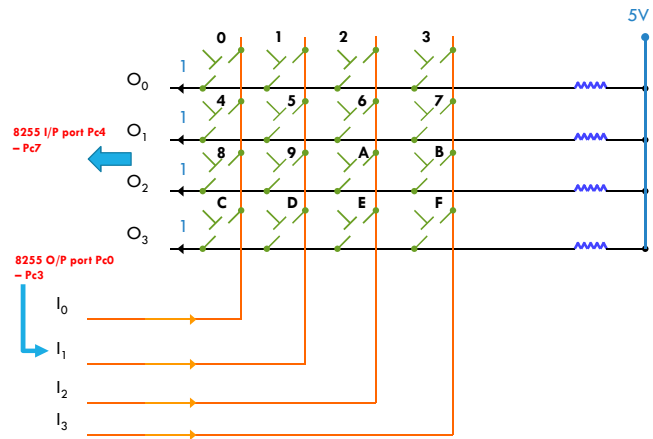 5V
0 1 2 3
1
O0
4 5 6 7
1
8255 I/P port Pc4
– Pc7
O1
8 9 A B
1
O2
C D E F
1
O3
8255 O/P port Pc0
– Pc3
I0
I1
I2
I3